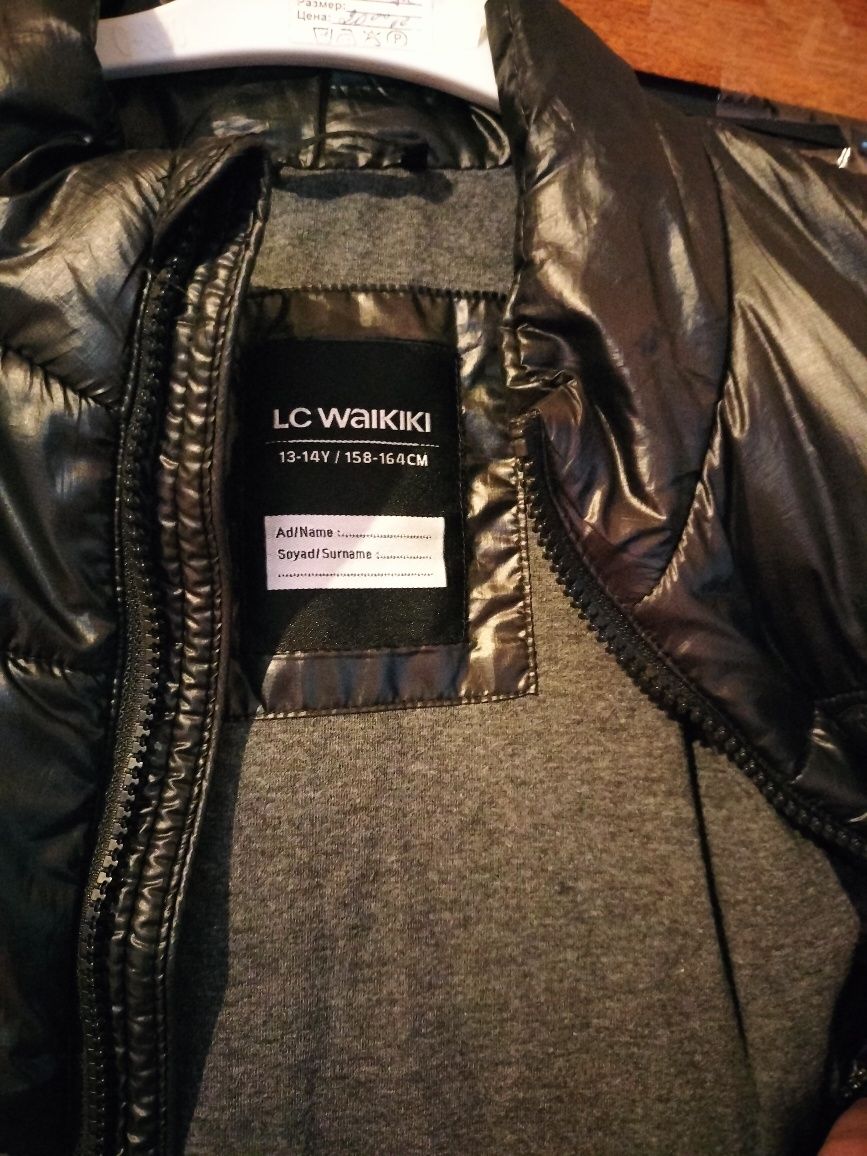 Размер:
Цена:
LC WAIKIKI
13-14Y / 158-164CM
Ad/Name :........................
Soyad/Surname :................
..........................................